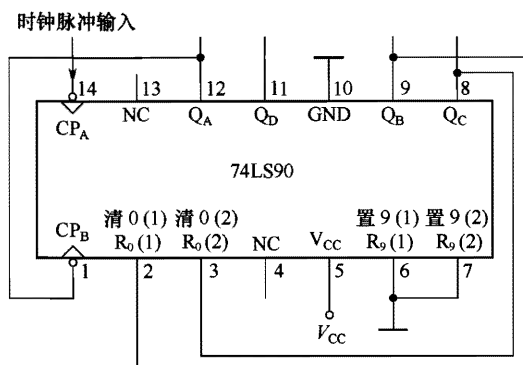 时钟脉冲输入
14 13 12 11 10 9 8
CP_A NC Q_A Q_D GND Q_B Q_C
74LS90
清0(1) 清0(2) 置9(1) 置9(2)
CP_B R_0(1) R_0(2) NC V_CC R_9(1) R_9(2)
1 2 3 4 5 6 7
V_CC